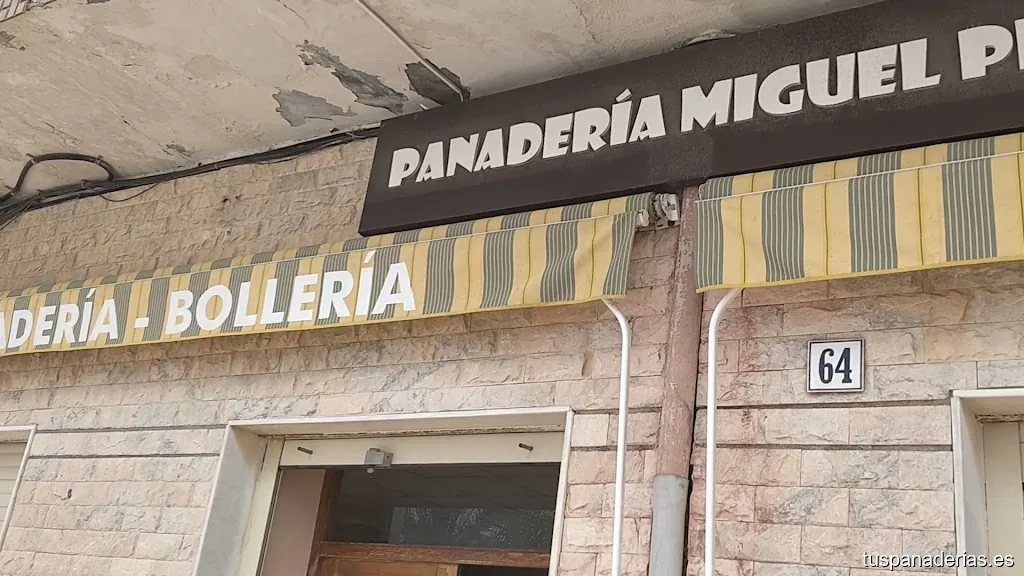 PANADERÍA MIGUEL
ADERÍA - BOLLERÍA
64
tuspanaderias.es